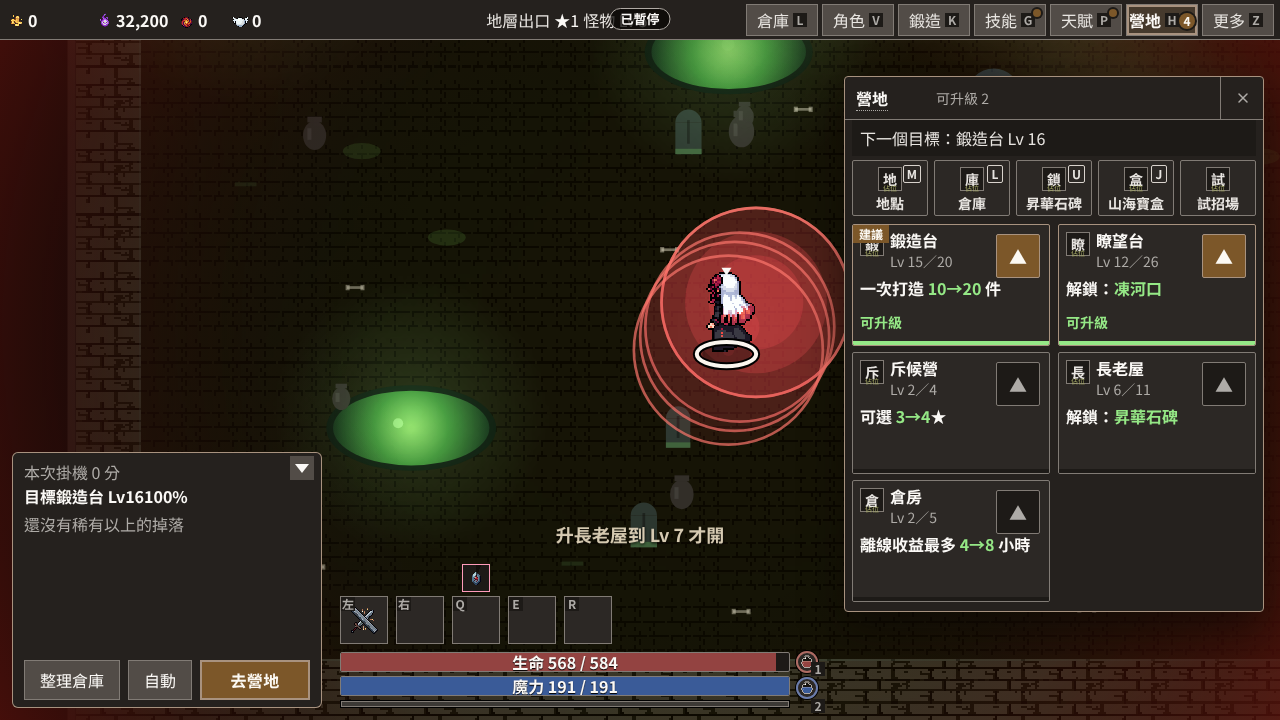 0
32,200
0
0
地層出口 ★1 怪物
已暫停
倉庫 L
角色 V
鍛造 K
技能 G
天賦 P
營地 H 4
更多 Z
營地
可升級 2
×
下一個目標：鍛造台 Lv 16
地 M
地點
庫 L
倉庫
鎖 U
昇華石碑
盒 J
山海寶盒
試
試招場
建議
鍛造台
Lv 15／20
一次打造 10→20 件
可升級
瞭
瞭望台
Lv 12／26
解鎖：凍河口
可升級
斥
斥候營
Lv 2／4
可選 3→4★
長
長老屋
Lv 6／11
解鎖：昇華石碑
倉
倉房
Lv 2／5
離線收益最多 4→8 小時
本次掛機 0 分
目標鍛造台 Lv16100%
還沒有稀有以上的掉落
整理倉庫
自動
去營地
升長老屋到 Lv 7 才開
左
右
Q
E
R
生命 568 / 584
1
魔力 191 / 191
2